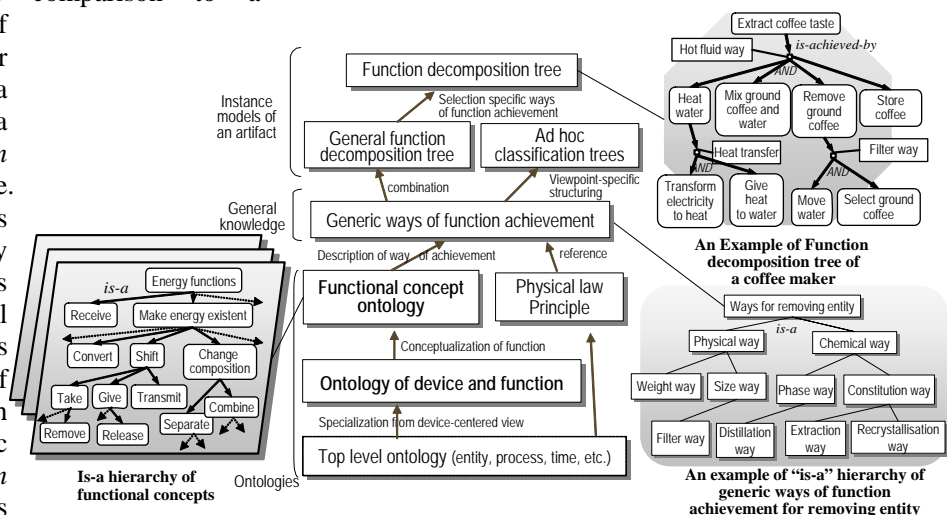 comparison to a
f
r
a
a
n
e.
s
y
s
l
s
f
n
c
n
s
Extract coffee taste
is-achieved-by
Hot fluid way
AND
Heat
water
Mix ground
coffee and
water
Remove
ground
coffee
Store
coffee
Heat transfer
Filter way
AND
AND
Transform
electricity
to heat
Give
heat
to water
Move
water
Select ground
coffee
An Example of Function
decomposition tree of
a coffee maker
Function decomposition tree
Instance
models of
an artifact
Selection specific ways
of function achievement
General function
decomposition tree
Ad hoc
classification trees
combination
Viewpoint-specific
structuring
General
knowledge
Generic ways of function achievement
Description of way of achievement
reference
Functional concept
ontology
Physical law
Principle
Conceptualization of function
Ontology of device and function
Specialization from device-centered view
Top level ontology (entity, process, time, etc.)
Ontologies
Energy functions
is-a
Receive
Make energy existent
Convert
Shift
Change
composition
Take
Give
Transmit
Combine
Separate
Remove
Release
Is-a hierarchy of
functional concepts
Ways for removing entity
is-a
Physical way
Chemical way
Weight way
Size way
Phase way
Constitution way
Filter way
Distillation
way
Extraction
way
Recrystallisation
way
An example of “is-a” hierarchy of
generic ways of function
achievement for removing entity